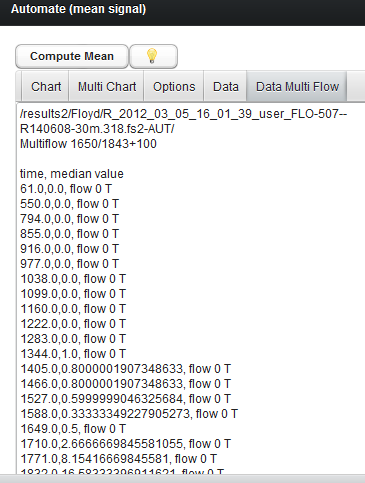 Automate (mean signal)
Compute Mean
Chart Multi Chart Options Data Data Multi Flow
/results2/Floyd/R_2012_03_05_16_01_39_user_FLO-507--
R140608-30m.318.fs2-AUT/
Multiflow 1650/1843+100
time, median value
61.0,0.0, flow 0 T
550.0,0.0, flow 0 T
794.0,0.0, flow 0 T
855.0,0.0, flow 0 T
916.0,0.0, flow 0 T
977.0,0.0, flow 0 T
1038.0,0.0, flow 0 T
1099.0,0.0, flow 0 T
1160.0,0.0, flow 0 T
1222.0,0.0, flow 0 T
1283.0,0.0, flow 0 T
1344.0,1.0, flow 0 T
1405.0,0.8000001907348633, flow 0 T
1466.0,0.8000001907348633, flow 0 T
1527.0,0.5999999046325684, flow 0 T
1588.0,0.33333349227905273, flow 0 T
1649.0,0.5, flow 0 T
1710.0,2.6666669845581055, flow 0 T
1771.0,8.15416669845581, flow 0 T
1832.0,16.58333396911621, flow 0 T